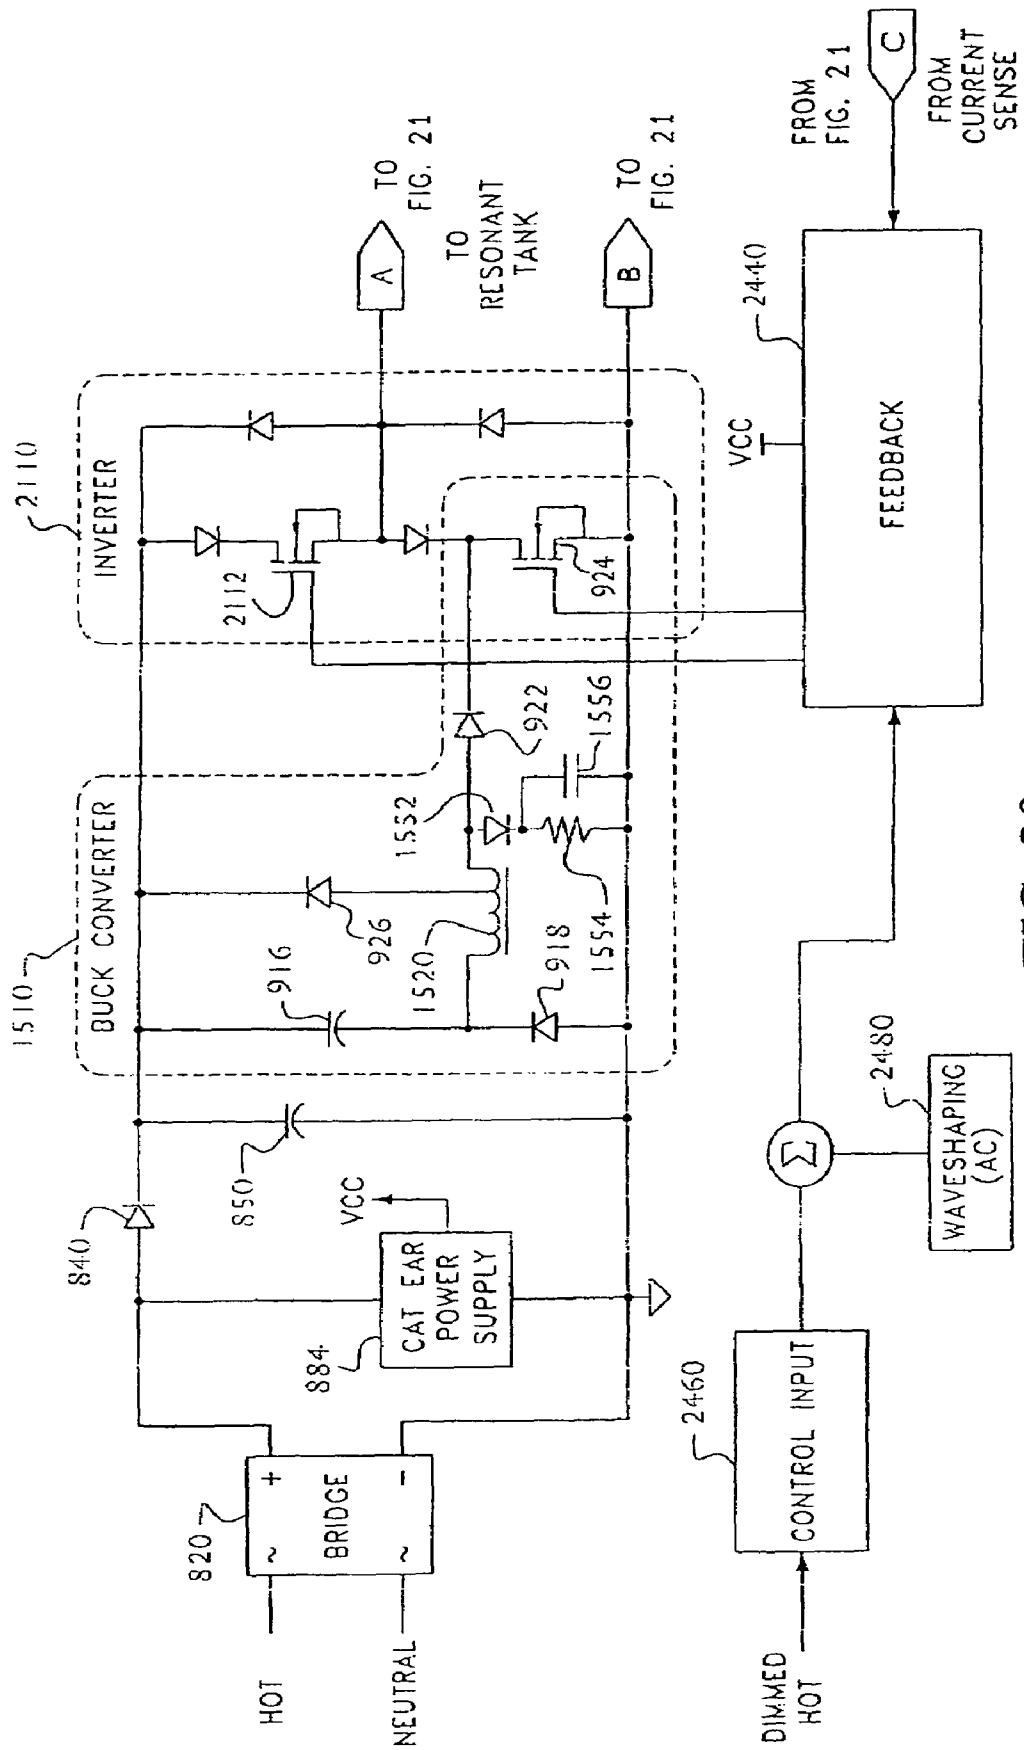 1510
BUCK CONVERTER
2110
INVERTER
840
850
916
926
1520
918
1554
1532
1556
922
2112
924
HOT
NEUTRAL
820
~ +
BRIDGE
~ −
884
CAT EAR
POWER
SUPPLY
VCC
A
TO
FIG. 21
TO
RESONANT
TANK
B
TO
FIG. 21
DIMMED
HOT
2460
CONTROL INPUT
Σ
2480
WAVESHAPING
(AC)
VCC
2440
FEEDBACK
FROM
FIG. 21
C
FROM
CURRENT
SENSE